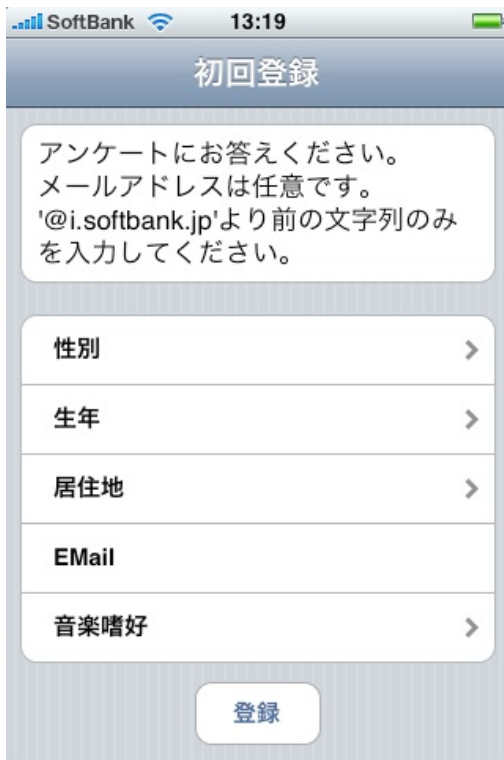 SoftBank 13:19
初回登録
アンケートにお答えください。
メールアドレスは任意です。
'@i.softbank.jp'より前の文字列のみ
を入力してください。
性別
生年
居住地
EMail
音楽嗜好
登録